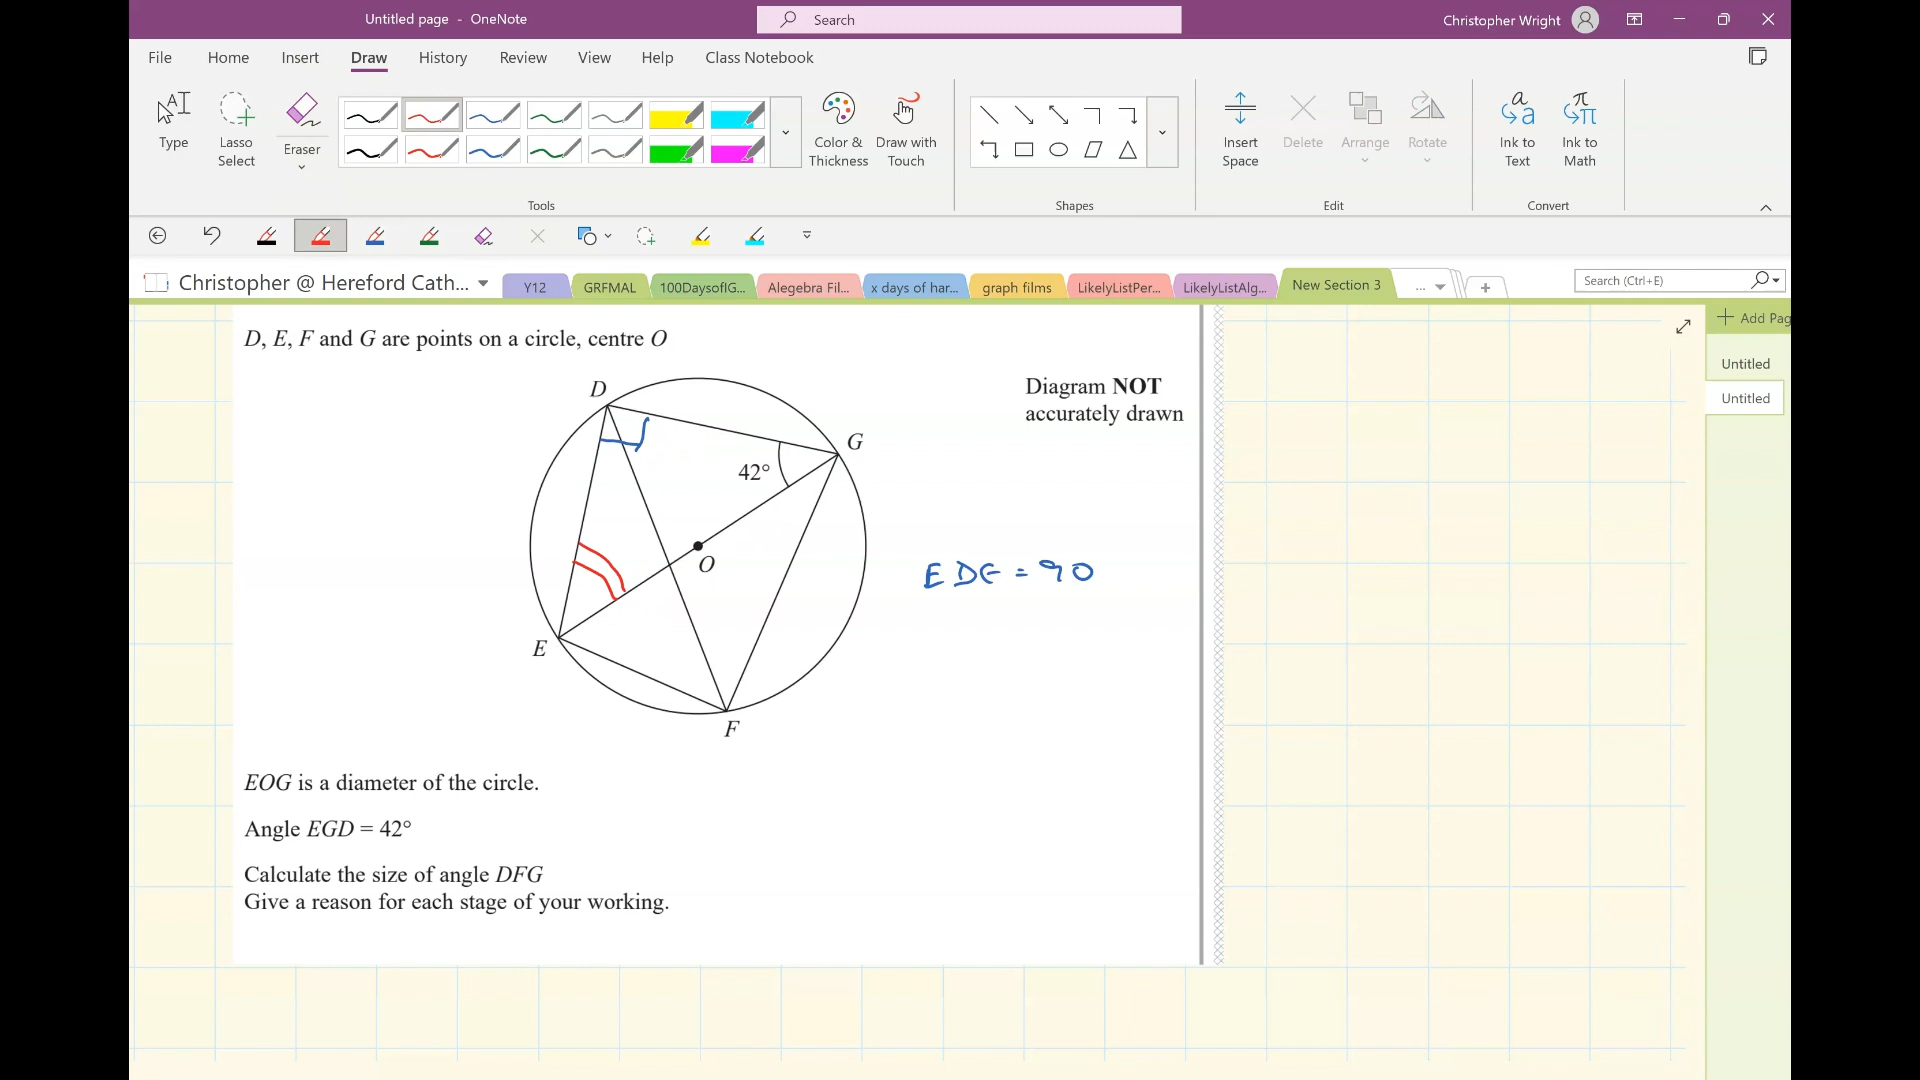 Untitled page - OneNote
Search
Christopher Wright
File Home Insert Draw History Review View Help Class Notebook
Type
Lasso Select
Eraser
Color & Thickness
Draw with Touch
Insert Space
Delete
Arrange
Rotate
Ink to Text
Ink to Math
Tools
Shapes
Edit
Convert
Christopher @ Hereford Cath...
Y12
GRFMAL
100DaysofIG...
Alegebra Fil...
x days of har...
graph films
LikelyListPer...
LikelyListAlg...
New Section 3
...
Search (Ctrl+E)
Add Pag
Untitled
Untitled
D, E, F and G are points on a circle, centre O
Diagram NOT
accurately drawn
D
G
42°
O
E
F
EDG = 90
EOG is a diameter of the circle.
Angle EGD = 42°
Calculate the size of angle DFG
Give a reason for each stage of your working.